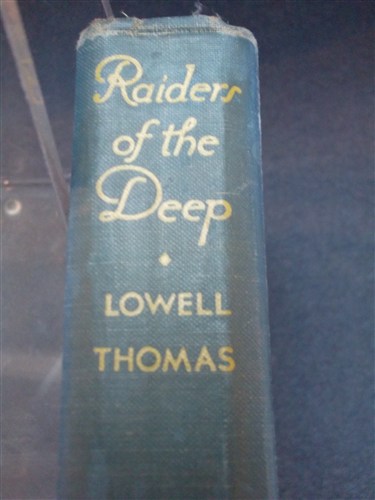 Raiders
of the
Deep
LOWELL
THOMAS